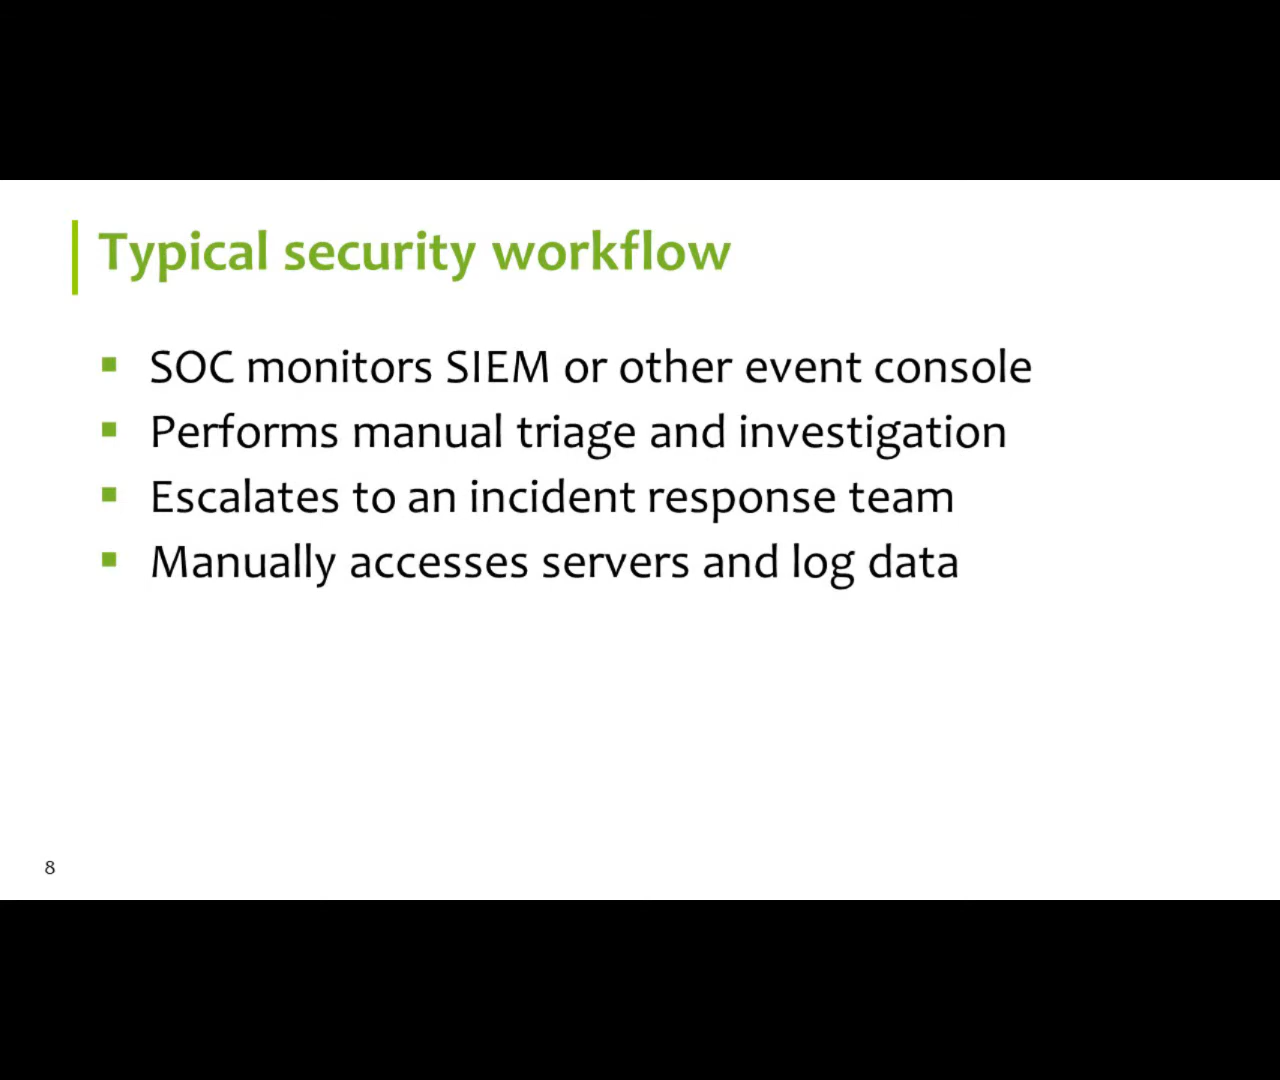 Typical security workflow
SOC monitors SIEM or other event console
Performs manual triage and investigation
Escalates to an incident response team
Manually accesses servers and log data
8